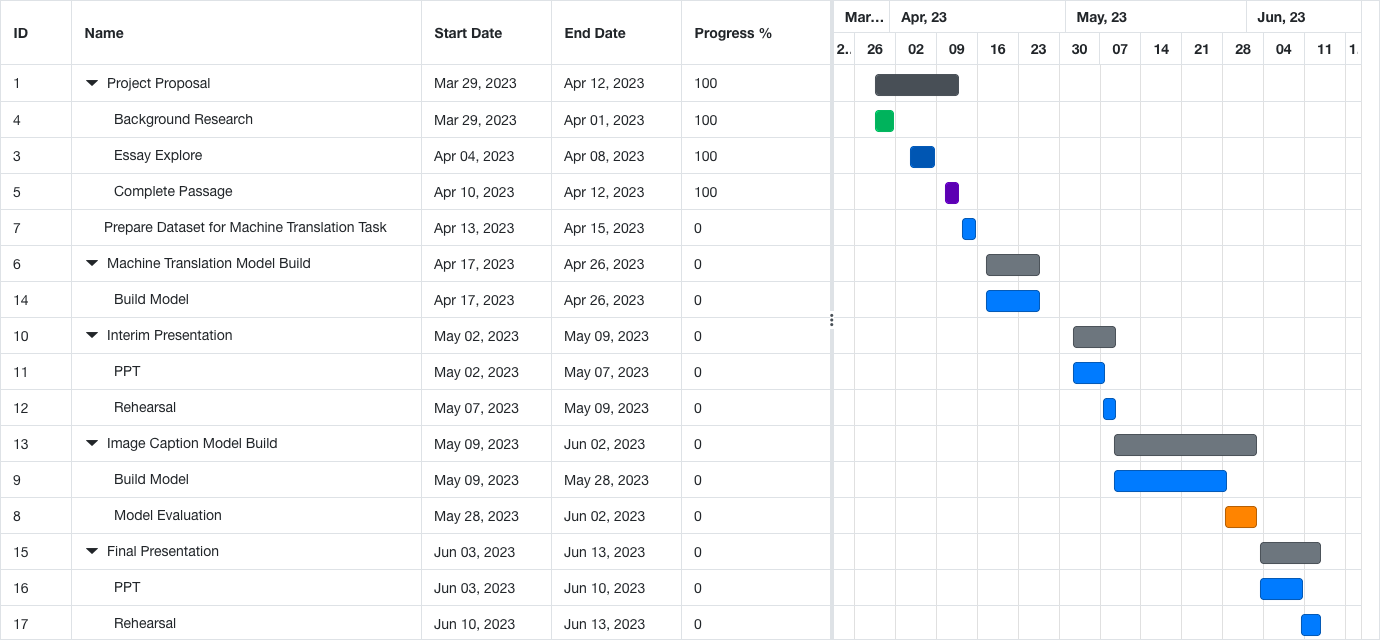 ID Name Start Date End Date Progress % Mar... Apr, 23 May, 23 Jun, 23
2.. 26 02 09 16 23 30 07 14 21 28 04 11 1
1 Project Proposal Mar 29, 2023 Apr 12, 2023 100
4 Background Research Mar 29, 2023 Apr 01, 2023 100
3 Essay Explore Apr 04, 2023 Apr 08, 2023 100
5 Complete Passage Apr 10, 2023 Apr 12, 2023 100
7 Prepare Dataset for Machine Translation Task Apr 13, 2023 Apr 15, 2023 0
6 Machine Translation Model Build Apr 17, 2023 Apr 26, 2023 0
14 Build Model Apr 17, 2023 Apr 26, 2023 0
10 Interim Presentation May 02, 2023 May 09, 2023 0
11 PPT May 02, 2023 May 07, 2023 0
12 Rehearsal May 07, 2023 May 09, 2023 0
13 Image Caption Model Build May 09, 2023 Jun 02, 2023 0
9 Build Model May 09, 2023 May 28, 2023 0
8 Model Evaluation May 28, 2023 Jun 02, 2023 0
15 Final Presentation Jun 03, 2023 Jun 13, 2023 0
16 PPT Jun 03, 2023 Jun 10, 2023 0
17 Rehearsal Jun 10, 2023 Jun 13, 2023 0